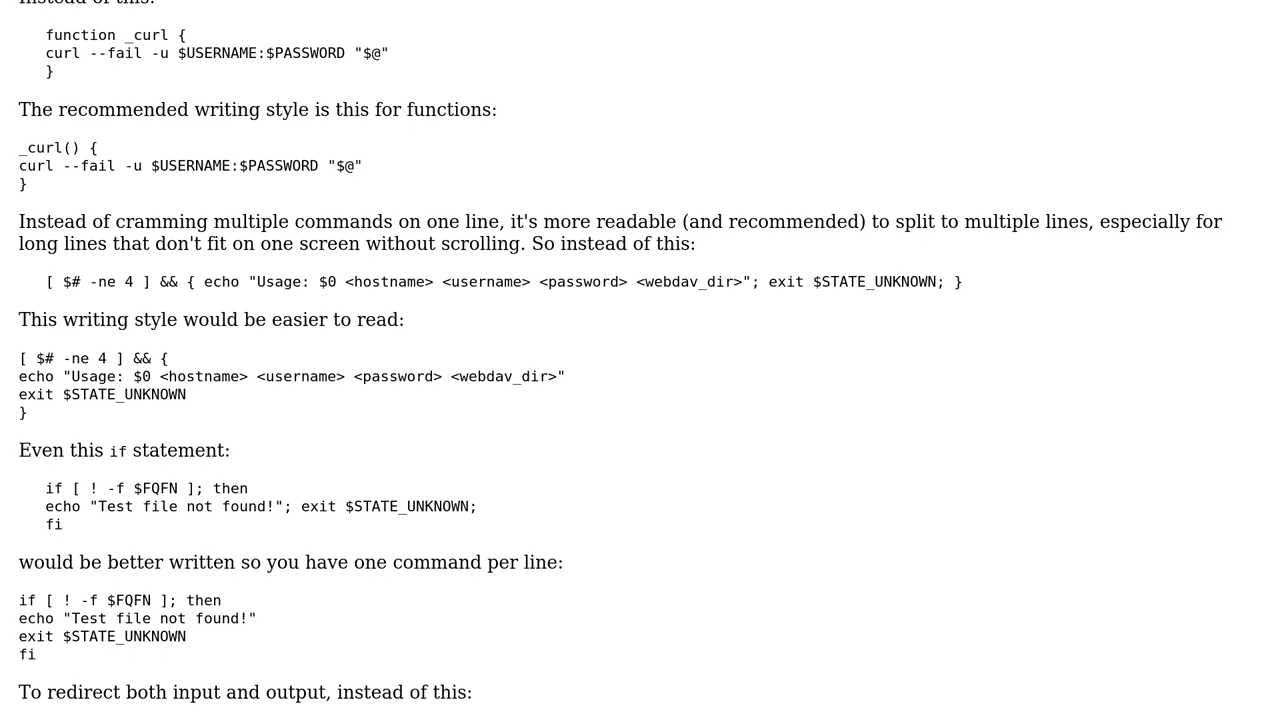 Instead of this:
function _curl {
curl --fail -u $USERNAME:$PASSWORD "$@"
}
The recommended writing style is this for functions:
_curl() {
curl --fail -u $USERNAME:$PASSWORD "$@"
}
Instead of cramming multiple commands on one line, it's more readable (and recommended) to split to multiple lines, especially for
long lines that don't fit on one screen without scrolling. So instead of this:
[ $# -ne 4 ] && { echo "Usage: $0 <hostname> <username> <password> <webdav_dir>"; exit $STATE_UNKNOWN; }
This writing style would be easier to read:
[ $# -ne 4 ] && {
echo "Usage: $0 <hostname> <username> <password> <webdav_dir>"
exit $STATE_UNKNOWN
}
Even this if statement:
if [ ! -f $FQFN ]; then
echo "Test file not found!"; exit $STATE_UNKNOWN;
fi
would be better written so you have one command per line:
if [ ! -f $FQFN ]; then
echo "Test file not found!"
exit $STATE_UNKNOWN
fi
To redirect both input and output, instead of this: